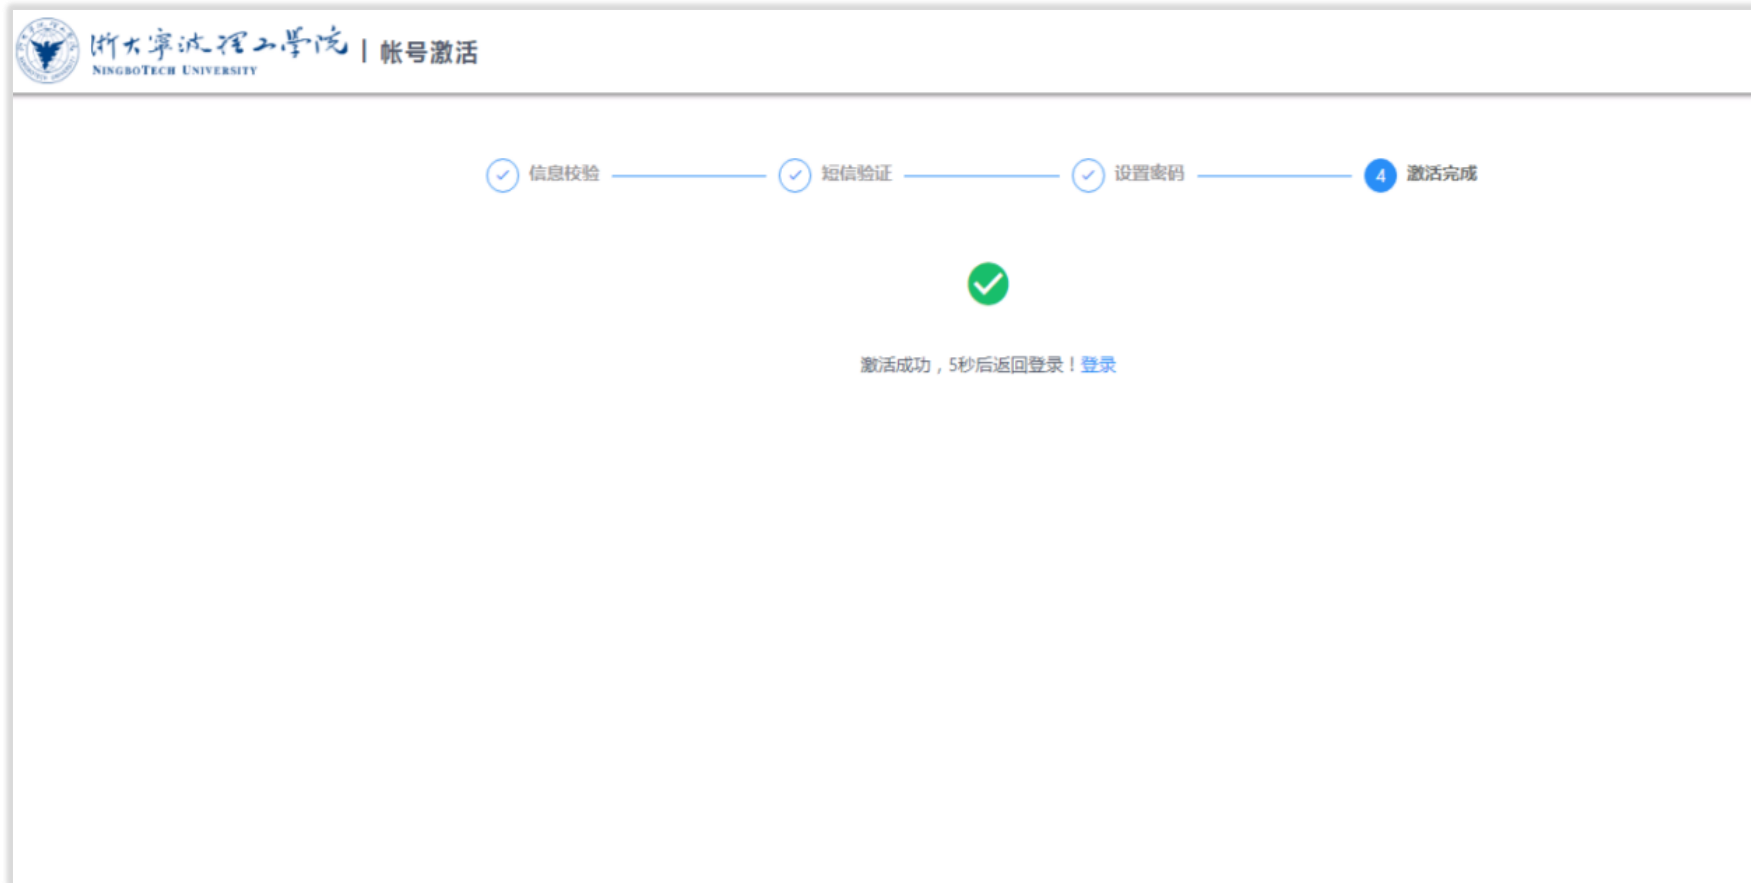 浙大宁波理工学院 | 帐号激活
NINGBOTECH UNIVERSITY
信息校验 短信验证 设置密码 4 激活完成
激活成功，5秒后返回登录！登录